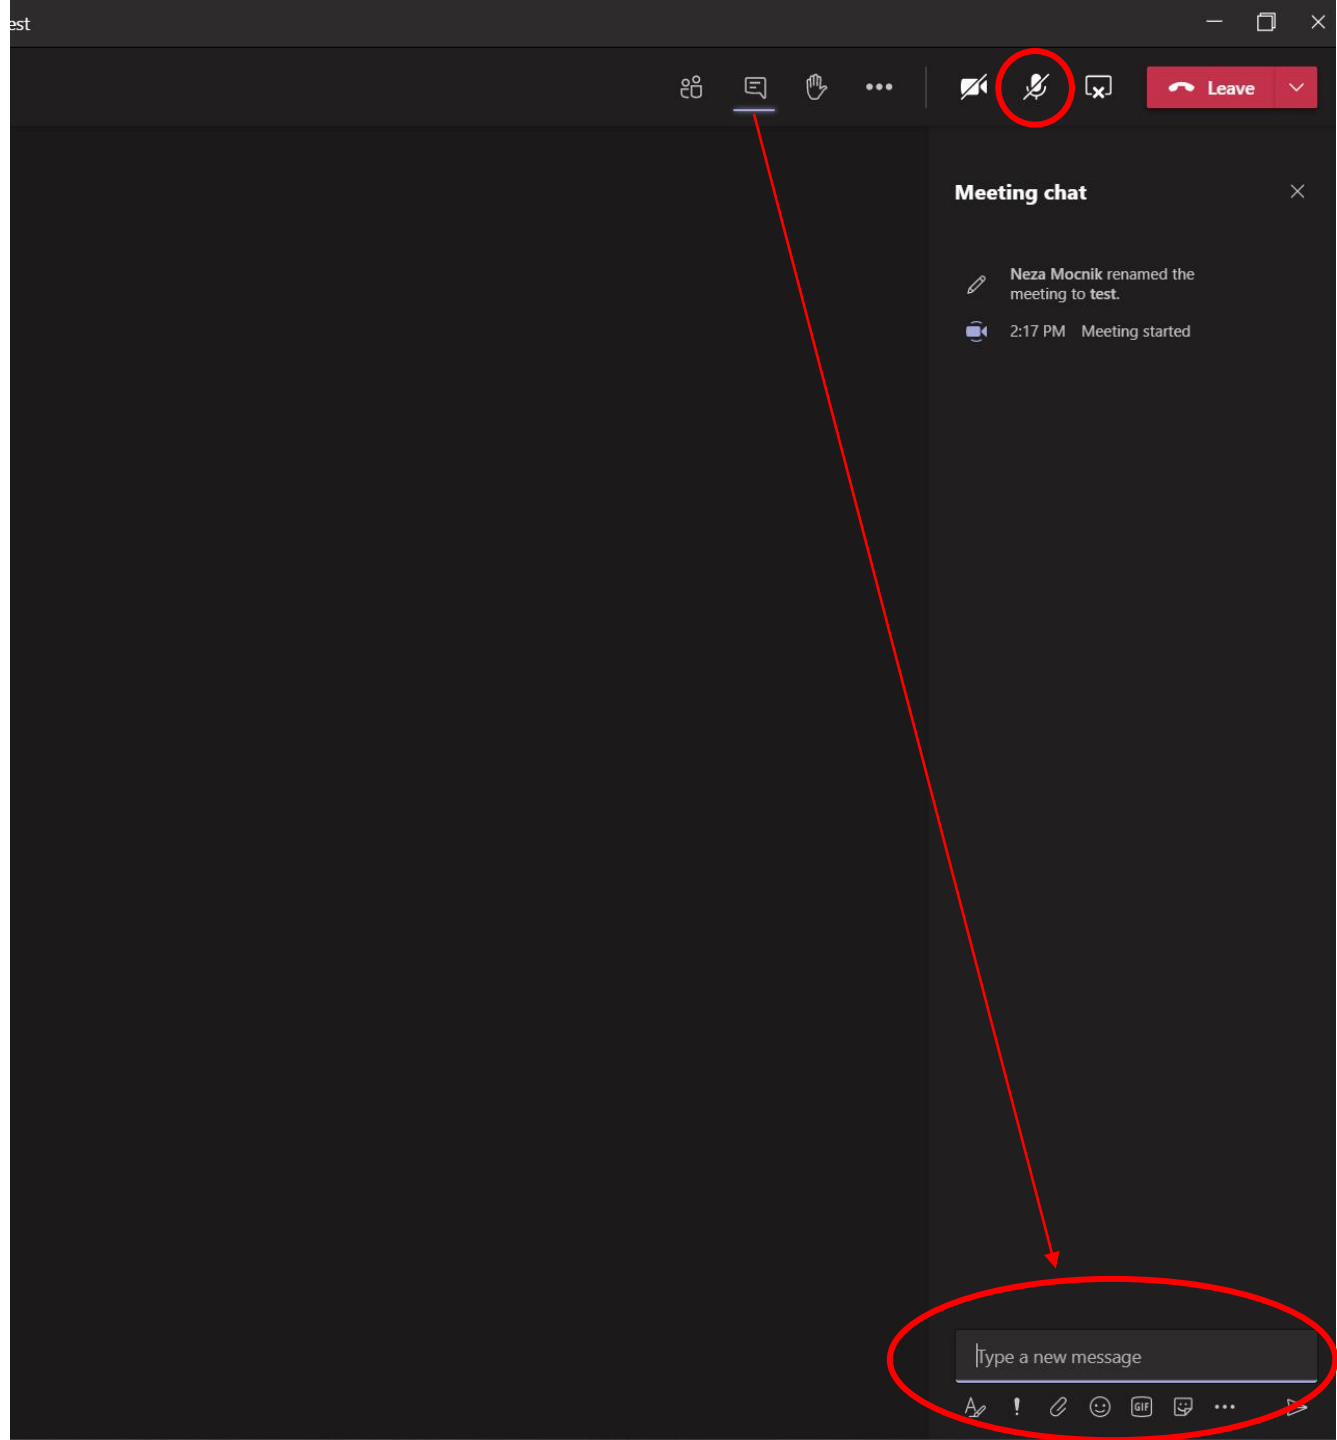 est
Leave
Meeting chat
Neza Mocnik renamed the
meeting to test.
2:17 PM Meeting started
Type a new message
GIF